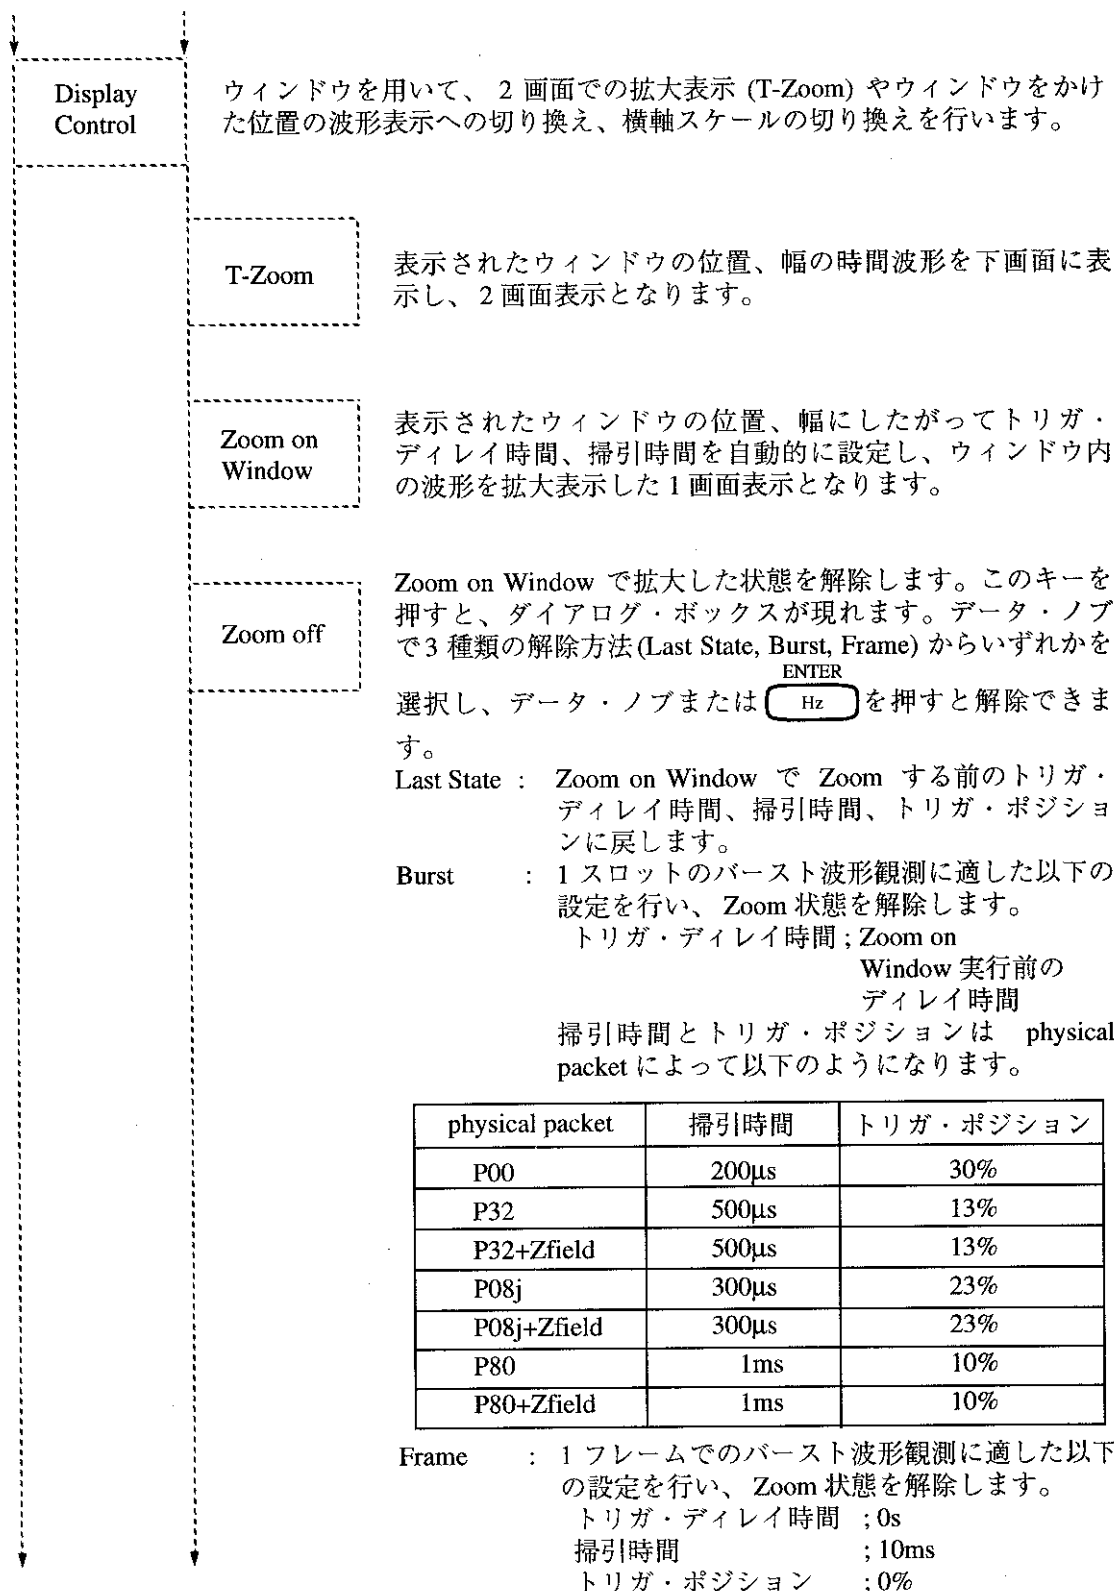 Display
Control
ウィンドウを用いて、2 画面での拡大表示 (T-Zoom) やウィンドウをかけ
た位置の波形表示への切り換え、横軸スケールの切り換えを行います。
T-Zoom
表示されたウィンドウの位置、幅の時間波形を下画面に表
示し、2 画面表示となります。
Zoom on
Window
表示されたウィンドウの位置、幅にしたがってトリガ・
ディレイ時間、掃引時間を自動的に設定し、ウィンドウ内
の波形を拡大表示した 1 画面表示となります。
Zoom off
Zoom on Window で拡大した状態を解除します。このキーを
押すと、ダイアログ・ボックスが現れます。データ・ノブ
で 3 種類の解除方法 (Last State, Burst, Frame) からいずれかを
ENTER
選択し、データ・ノブまたは Hz を押すと解除できま
す。
Last State : Zoom on Window で Zoom する前のトリガ・
ディレイ時間、掃引時間、トリガ・ポジショ
ンに戻します。
Burst : 1 スロットのバースト波形観測に適した以下の
設定を行い、Zoom 状態を解除します。
トリガ・ディレイ時間 ; Zoom on
Window 実行前の
ディレイ時間
掃引時間とトリガ・ポジションは physical
packet によって以下のようになります。
physical packet 掃引時間 トリガ・ポジション
P00 200μs 30%
P32 500μs 13%
P32+Zfield 500μs 13%
P08j 300μs 23%
P08j+Zfield 300μs 23%
P80 1ms 10%
P80+Zfield 1ms 10%
Frame : 1 フレームでのバースト波形観測に適した以下
の設定を行い、Zoom 状態を解除します。
トリガ・ディレイ時間 ; 0s
掃引時間 ; 10ms
トリガ・ポジション ; 0%